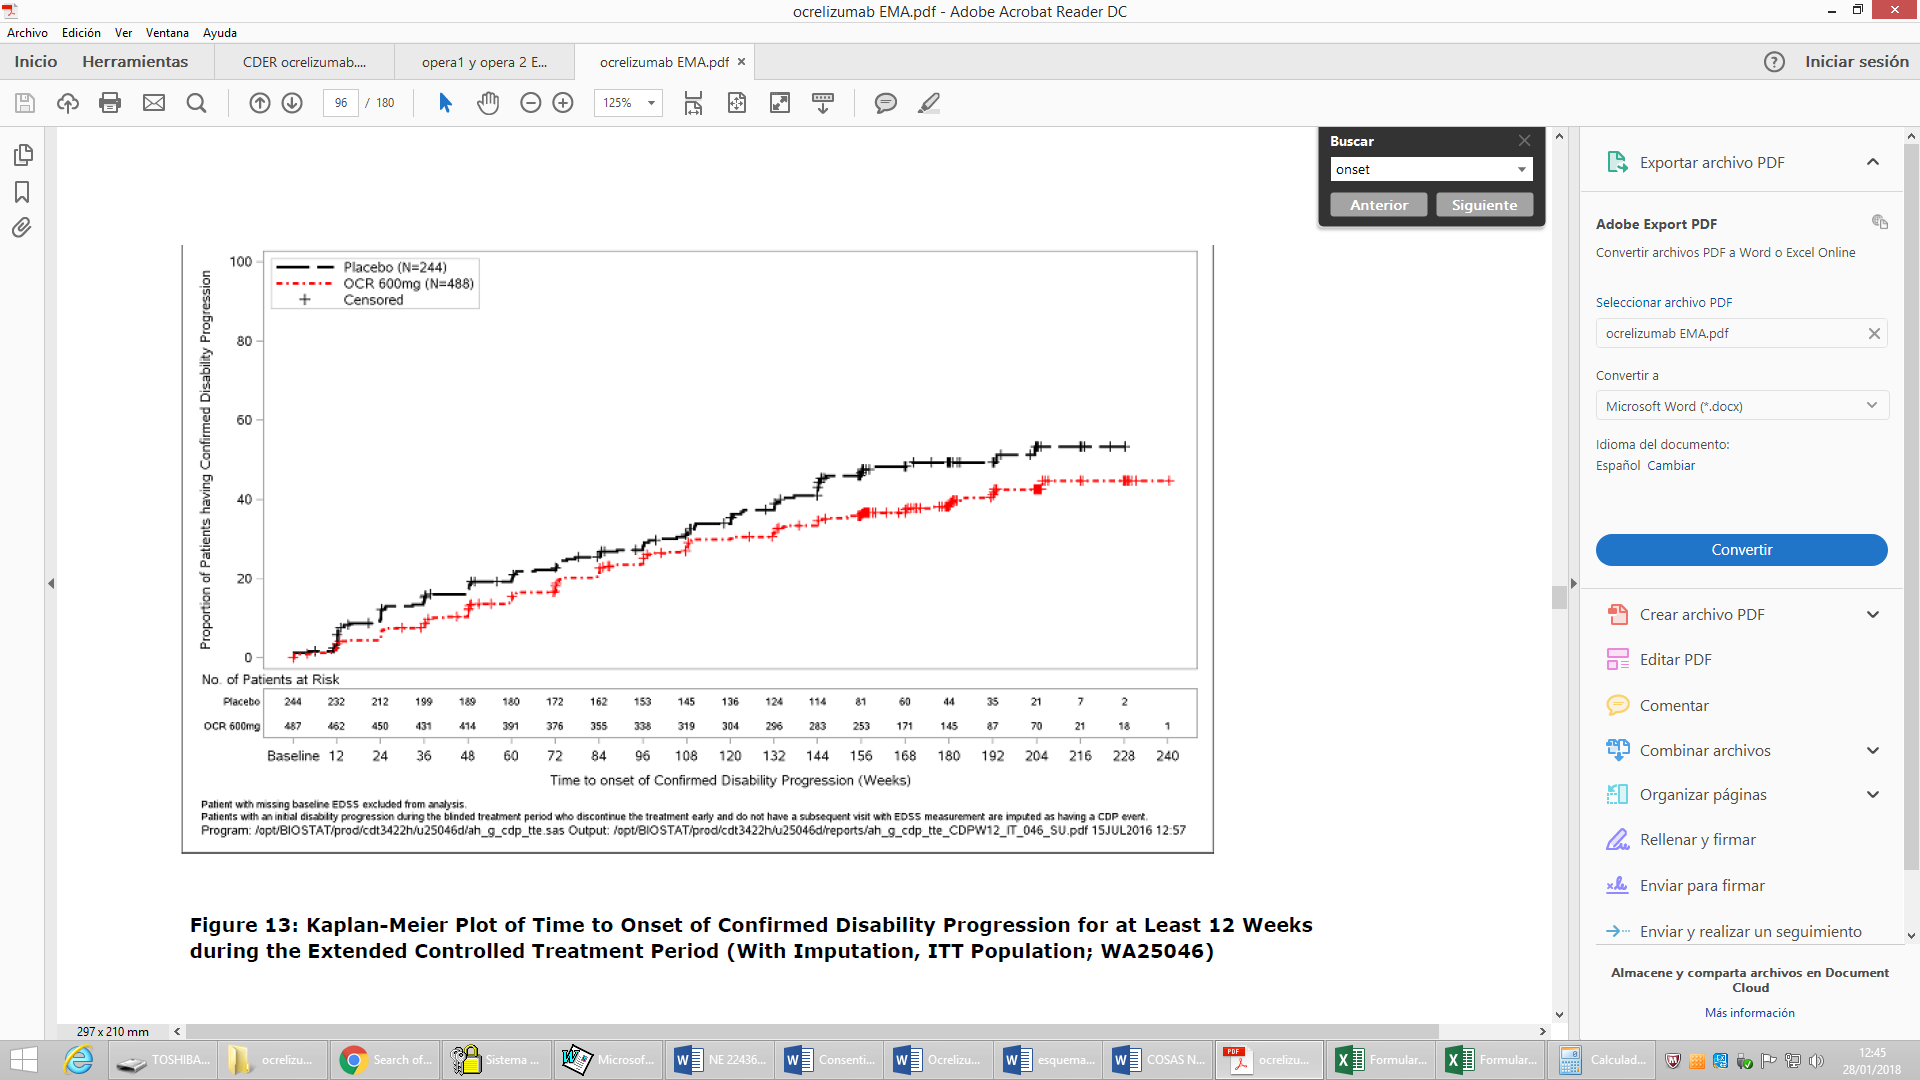 ocrelizumab EMA.pdf - Adobe Acrobat Reader DC
Archivo Edición Ver Ventana Ayuda
Inicio Herramientas CDER ocrelizumab.... opera1 y opera 2 E... ocrelizumab EMA.pdf × Iniciar sesión
96 / 180 125%
Buscar
onset
Anterior Siguiente
Exportar archivo PDF
Adobe Export PDF
Convertir archivos PDF a Word o Excel Online
Seleccionar archivo PDF
ocrelizumab EMA.pdf
Convertir a
Microsoft Word (*.docx)
Idioma del documento:
Español Cambiar
Convertir
Crear archivo PDF
Editar PDF
Comentar
Combinar archivos
Organizar páginas
Rellenar y firmar
Enviar para firmar
Enviar y realizar un seguimiento
Almacene y comparta archivos en Document
Cloud
Más información
Proportion of Patients having Confirmed Disability Progression
100
80
60
40
20
0
Placebo (N=244)
OCR 600mg (N=488)
Censored
No. of Patients at Risk
Placebo 244 232 212 199 189 180 172 162 153 145 136 124 114 81 60 44 35 21 7 2
OCR 600mg 487 462 450 431 414 391 376 355 338 319 304 296 283 253 171 145 87 70 21 18 1
Baseline 12 24 36 48 60 72 84 96 108 120 132 144 156 168 180 192 204 216 228 240
Time to onset of Confirmed Disability Progression (Weeks)
Patient with missing baseline EDSS excluded from analysis.
Patients with an initial disability progression during the blinded treatment period who discontinue the treatment early and do not have a subsequent visit with EDSS measurement are imputed as having a CDP event.
Program: /opt/BIOSTAT/prod/cdt3422h/u25046d/ah_g_cdp_tte.sas Output: /opt/BIOSTAT/prod/cdt3422h/u25046d/reports/ah_g_cdp_tte_CDPW12_IT_046_SU.pdf 15JUL2016 12:57
Figure 13: Kaplan-Meier Plot of Time to Onset of Confirmed Disability Progression for at Least 12 Weeks
during the Extended Controlled Treatment Period (With Imputation, ITT Population; WA25046)
297 x 210 mm
TOSHIBA... ocrelizu... Search of... Sistema ... Microsof... NE 22436... Consenti... Ocrelizu... esquema... COSAS N... ocrelizu... Formular... Formular... Calculad...
12:45
28/01/2018